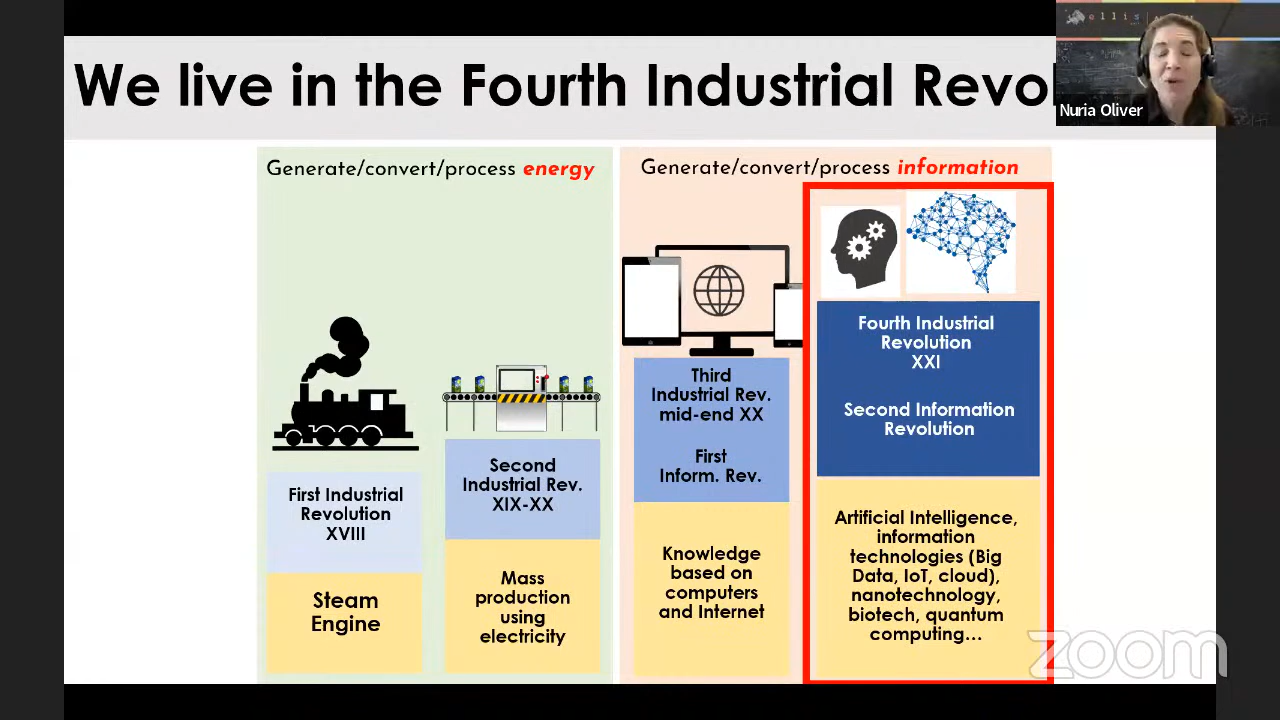 We live in the Fourth Industrial Revo
ellis
Nuria Oliver
Generate/convert/process energy
Generate/convert/process information
First Industrial
Revolution
XVIII
Steam
Engine
Second
Industrial Rev.
XIX-XX
Mass
production
using
electricity
Third
Industrial Rev.
mid-end XX
First
Inform. Rev.
Knowledge
based on
computers
and Internet
Fourth Industrial
Revolution
XXI
Second Information
Revolution
Artificial Intelligence,
information
technologies (Big
Data, IoT, cloud),
nanotechnology,
biotech, quantum
computing...
zoom